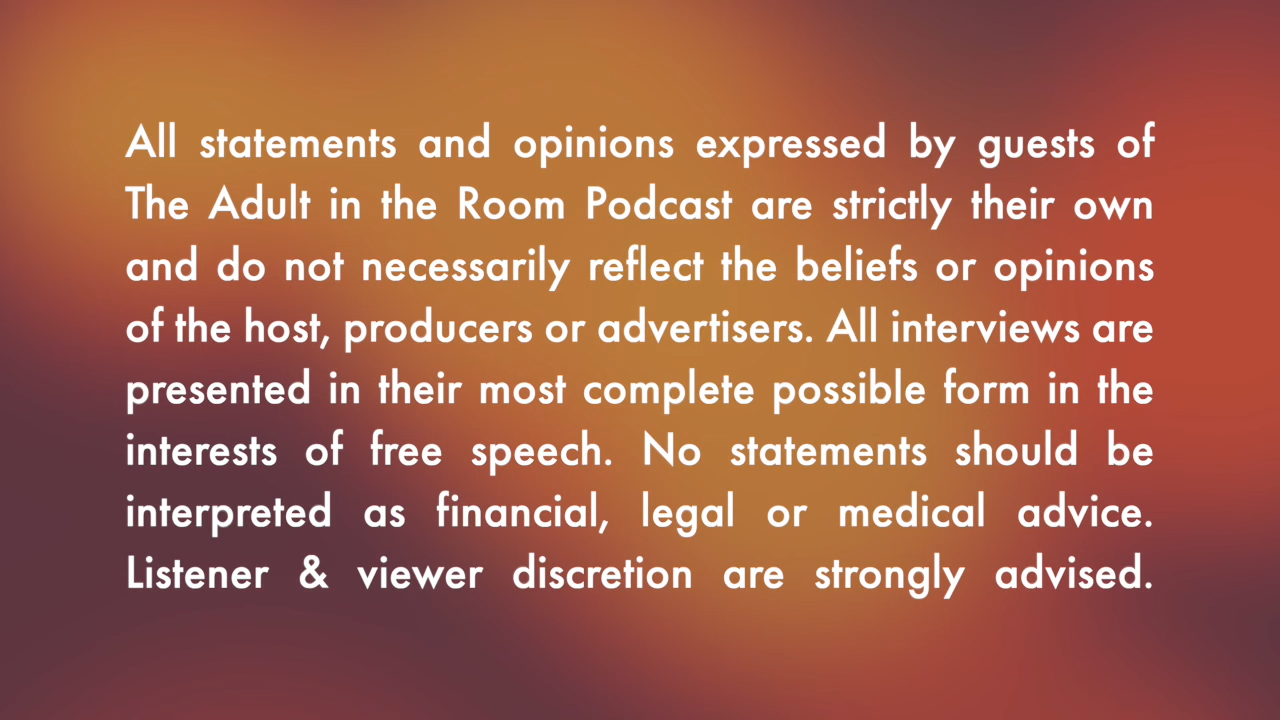 All statements and opinions expressed by guests of
The Adult in the Room Podcast are strictly their own
and do not necessarily reflect the beliefs or opinions
of the host, producers or advertisers. All interviews are
presented in their most complete possible form in the
interests of free speech. No statements should be
interpreted as financial, legal or medical advice.
Listener & viewer discretion are strongly advised.